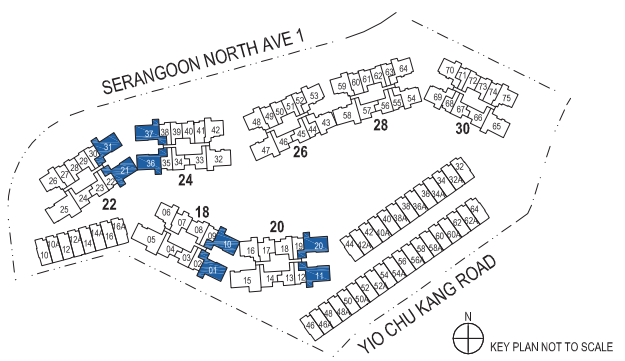 SERANGOON NORTH AVE 1
59 60 61 62 63 64
58 57 56 55 54
28
70 71 72 73 74 75
69 68 67 66 65
30
48 49 50 51 52 53
47 46 45 44 43
26
37 38 39 40 41 42
36 35 34 33 32
24
26 27 28 29 30 31
25 24 23 22 21
22
06 07 08 09 10
05 04 03 02 01
18
20
16 17 18 19 20
15 14 13 12 11
10 10A 12 12A 14 14A 16 16A
44 42A 42 40A 40 38A 38 36A 36 34A 34 32A 32
46 46A 48 48A 50 50A 52 52A 54 54A 56 56A 58 58A 60 60A 62 62A 64
YIO CHU KANG ROAD
N
KEY PLAN NOT TO SCALE